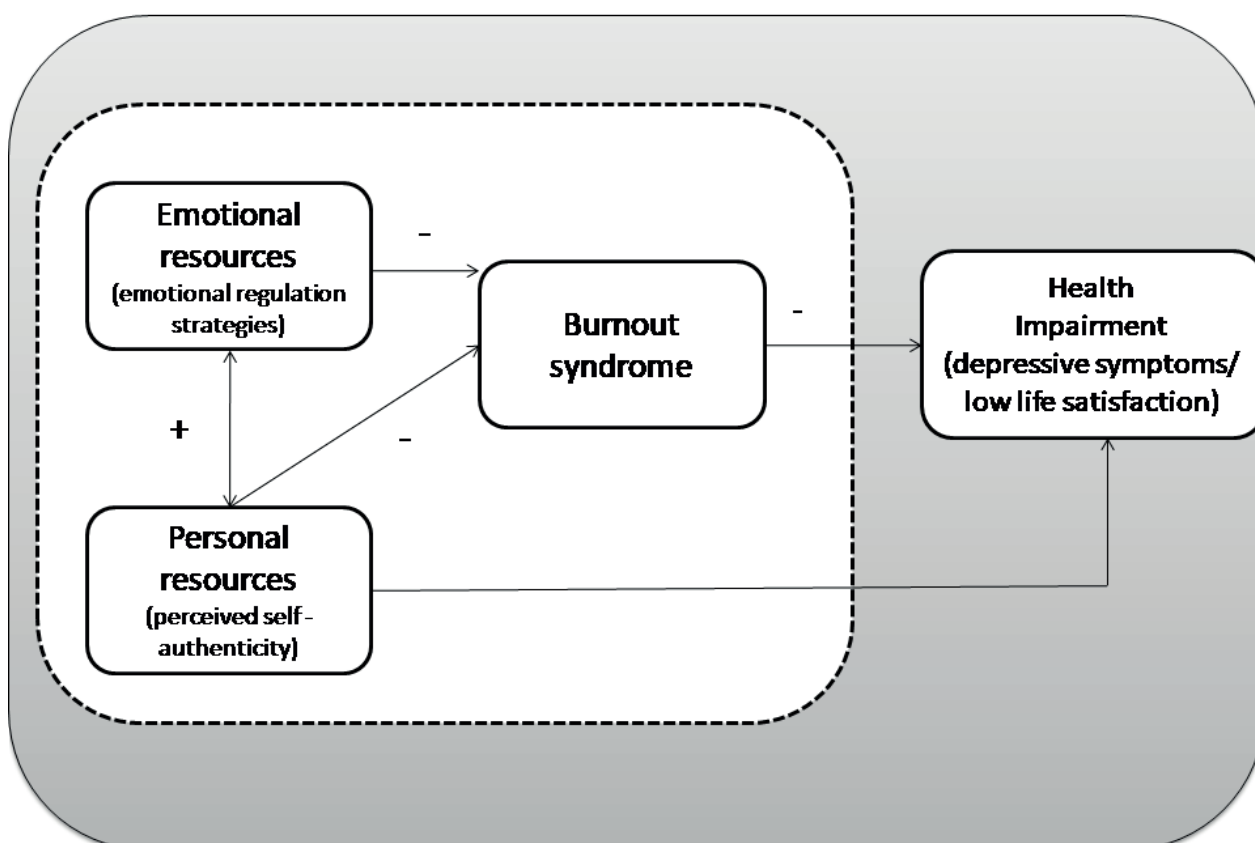 Emotional
resources
(emotional regulation
strategies)
-
Burnout
syndrome
-
Health
Impairment
(depressive symptoms/
low life satisfaction)
+
-
Personal
resources
(perceived self-
authenticity)